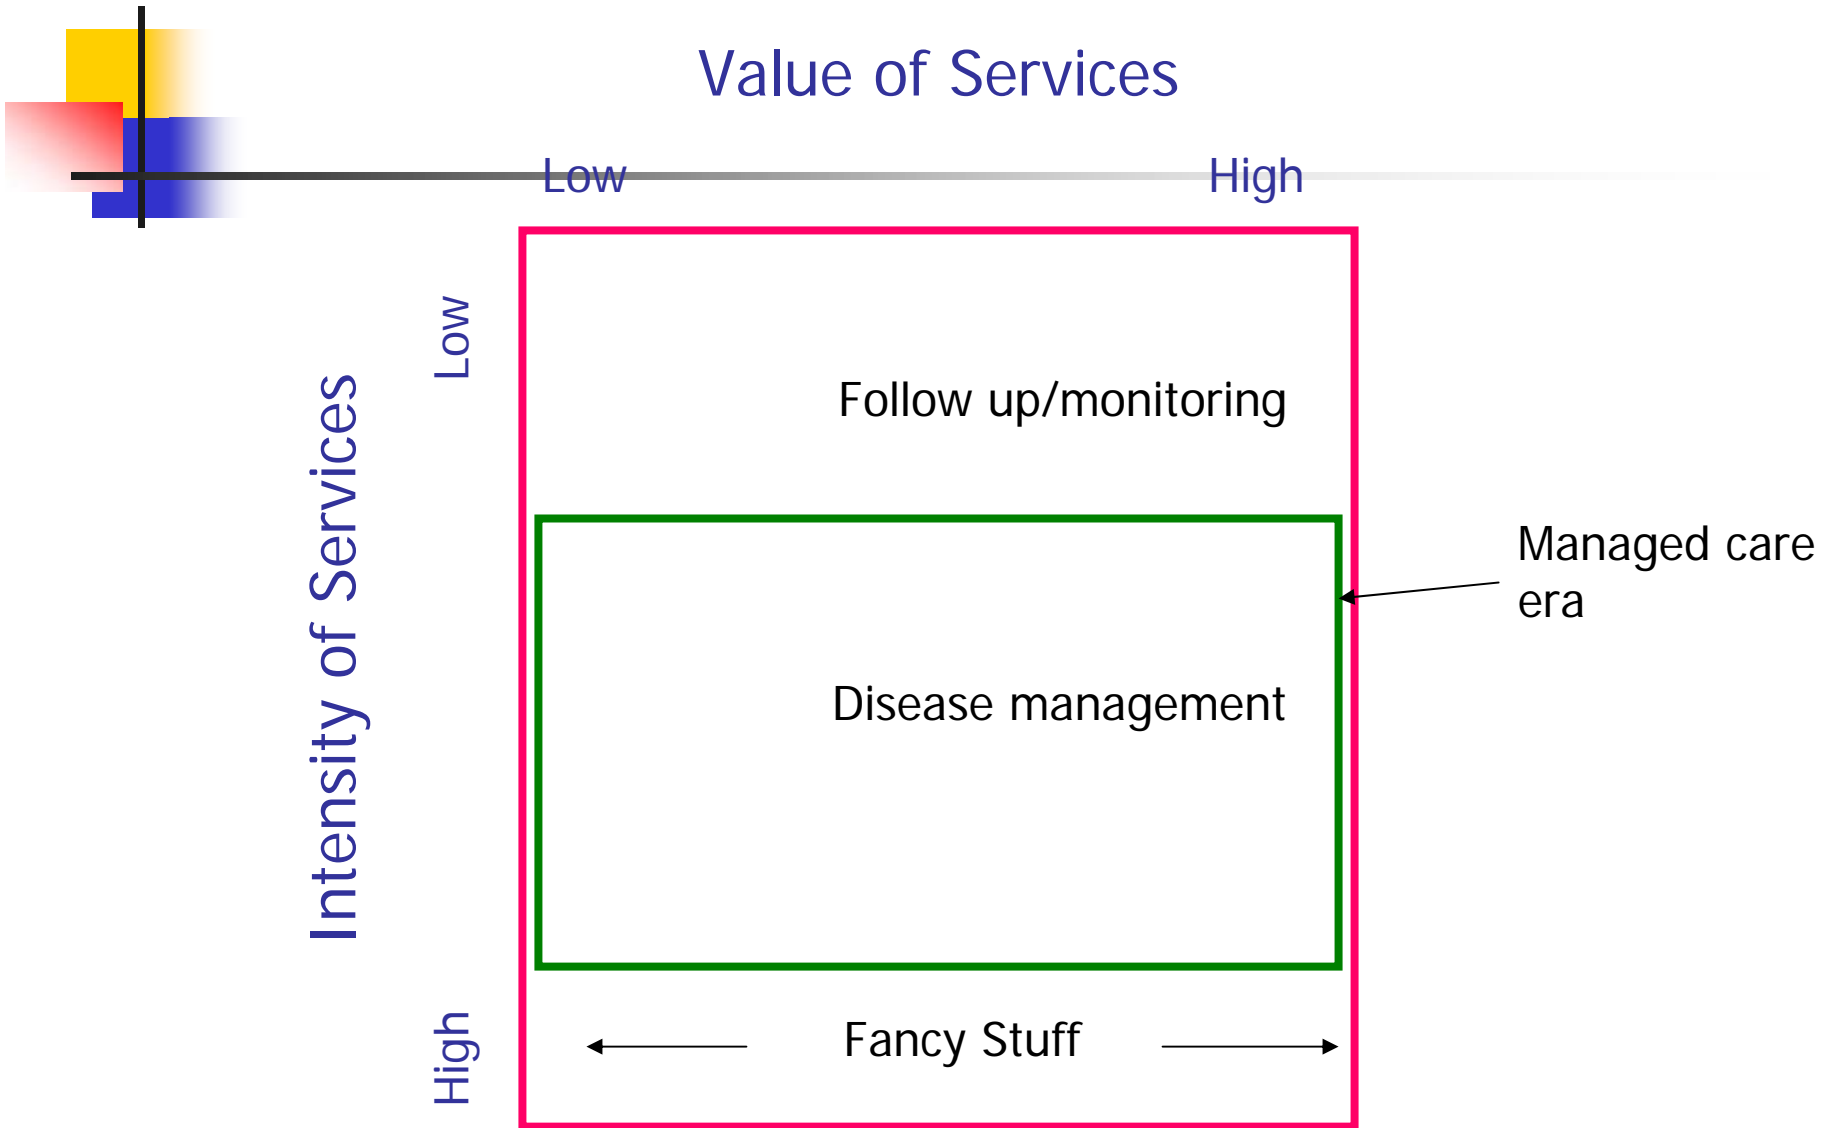 Value of Services
Low
High
Low
Intensity of Services
Follow up/monitoring
Managed care
era
Disease management
High
Fancy Stuff